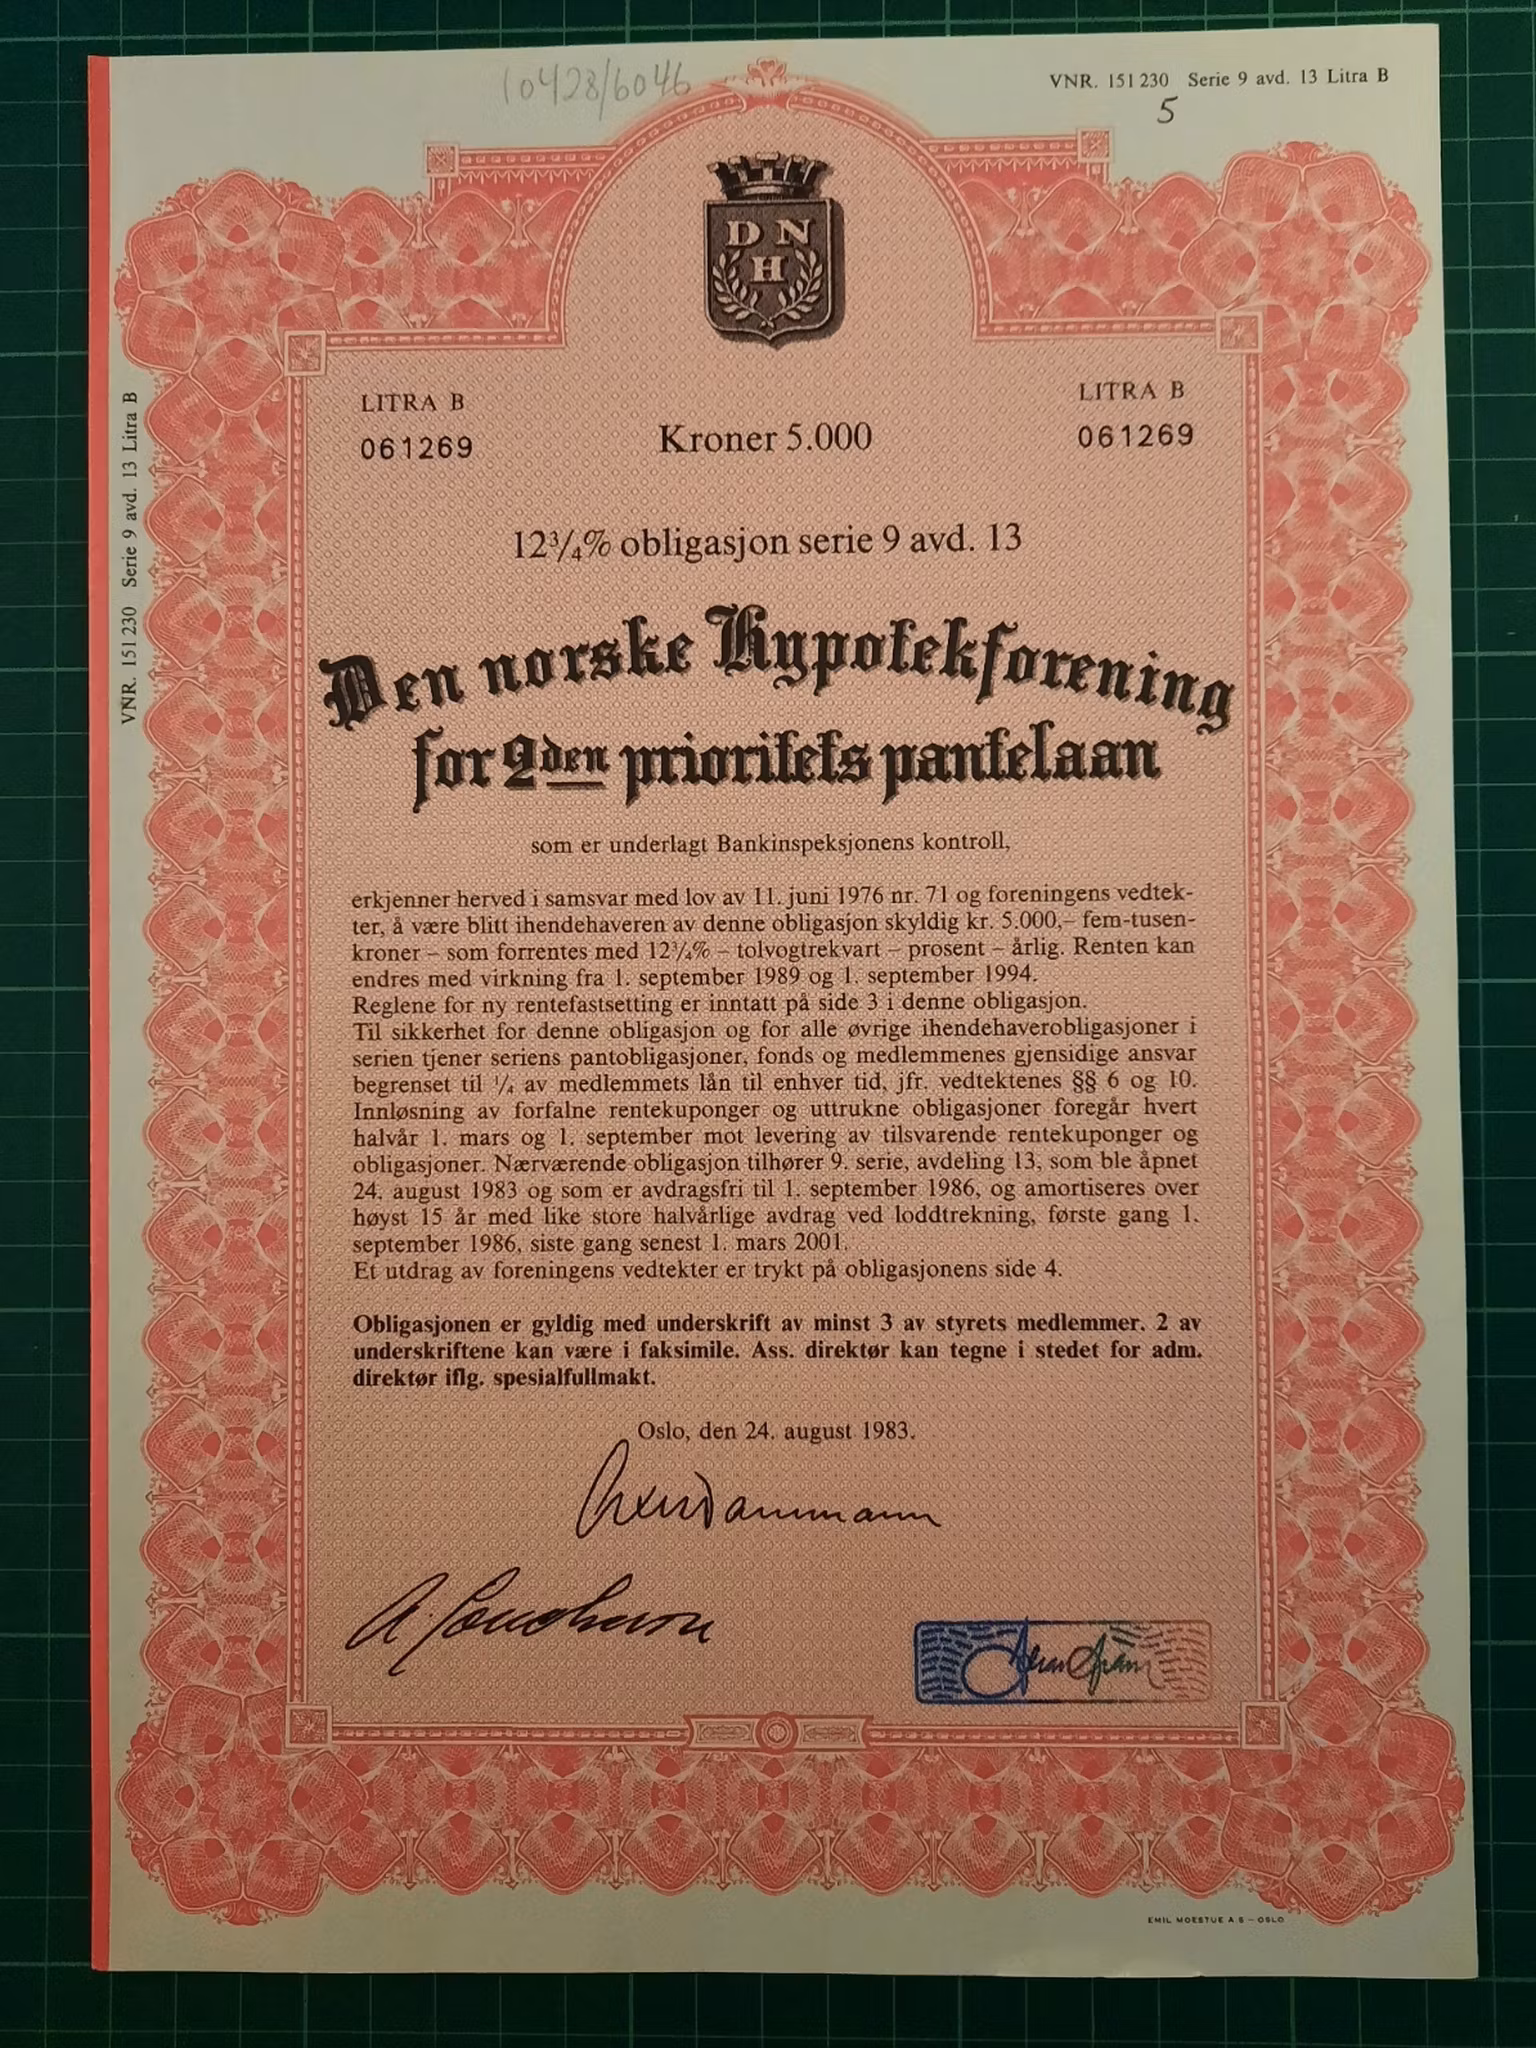 10428/6046
VNR. 151 230 Serie 9 avd. 13 Litra B
5
D N
H
LITRA B
LITRA B
061269
Kroner 5.000
061269
12¾% obligasjon serie 9 avd. 13
Den norske Hypotekforening
for 2den prioritets pantelaan
som er underlagt Bankinspeksjonens kontroll,
erkjenner herved i samsvar med lov av 11. juni 1976 nr. 71 og foreningens vedtek-
ter, å være blitt ihendehaveren av denne obligasjon skyldig kr. 5.000,– fem-tusen-
kroner – som forrentes med 12¾% – tolvogtrekvart – prosent – årlig. Renten kan
endres med virkning fra 1. september 1989 og 1. september 1994.
Reglene for ny rentefastsetting er inntatt på side 3 i denne obligasjon.
Til sikkerhet for denne obligasjon og for alle øvrige ihendehaverobligasjoner i
serien tjener seriens pantobligasjoner, fonds og medlemmenes gjensidige ansvar
begrenset til ¼ av medlemmets lån til enhver tid, jfr. vedtektenes §§ 6 og 10.
Innløsning av forfalne rentekuponger og uttrukne obligasjoner foregår hvert
halvår 1. mars og 1. september mot levering av tilsvarende rentekuponger og
obligasjoner. Nærværende obligasjon tilhører 9. serie, avdeling 13, som ble åpnet
24. august 1983 og som er avdragsfri til 1. september 1986, og amortiseres over
høyst 15 år med like store halvårlige avdrag ved loddtrekning, første gang 1.
september 1986, siste gang senest 1. mars 2001.
Et utdrag av foreningens vedtekter er trykt på obligasjonens side 4.
Obligasjonen er gyldig med underskrift av minst 3 av styrets medlemmer. 2 av
underskriftene kan være i faksimile. Ass. direktør kan tegne i stedet for adm.
direktør iflg. spesialfullmakt.
Oslo, den 24. august 1983.
EMIL MOESTUE A S – OSLO
VNR. 151 230 Serie 9 avd. 13 Litra B